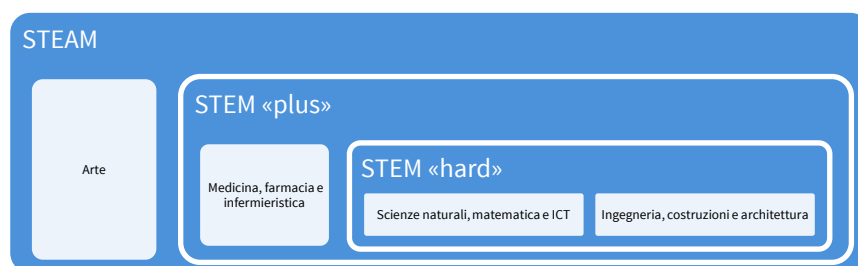 STEAM
Arte
STEM «plus»
Medicina, farmacia e
infermieristica
STEM «hard»
Scienze naturali, matematica e ICT
Ingegneria, costruzioni e architettura